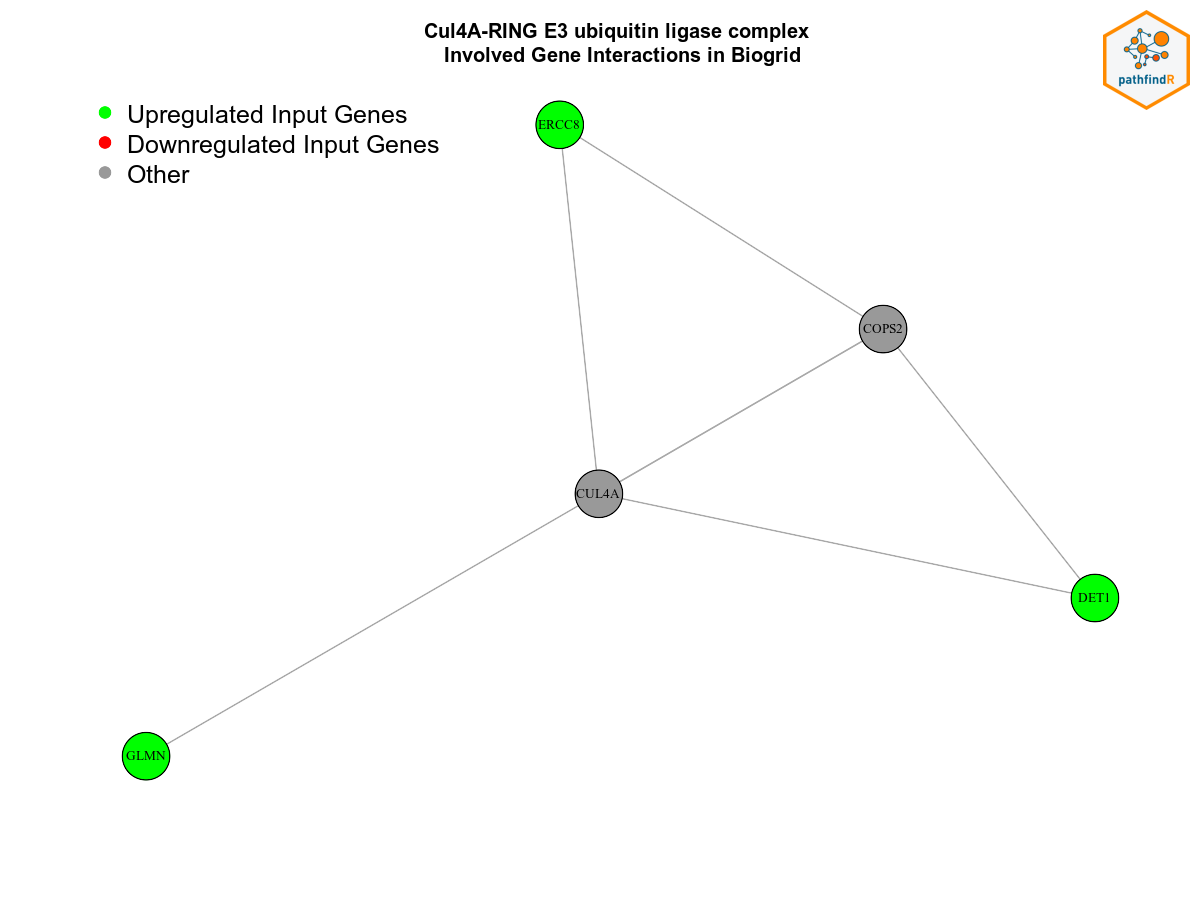 Cul4A-RING E3 ubiquitin ligase complex
Involved Gene Interactions in Biogrid
pathfindR
Upregulated Input Genes
Downregulated Input Genes
Other
ERCC8
COPS2
CUL4A
DET1
GLMN